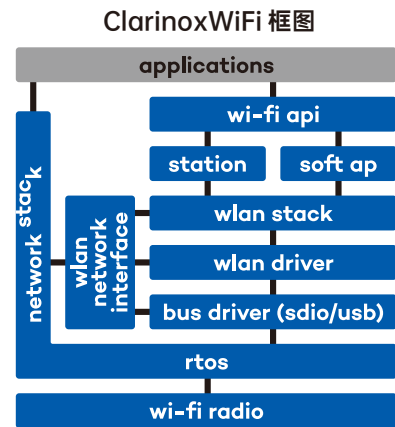 ClarinoxWiFi 框图
applications
wi-fi api
station
soft ap
network stack
wlan
network
interface
wlan stack
wlan driver
bus driver (sdio/usb)
rtos
wi-fi radio